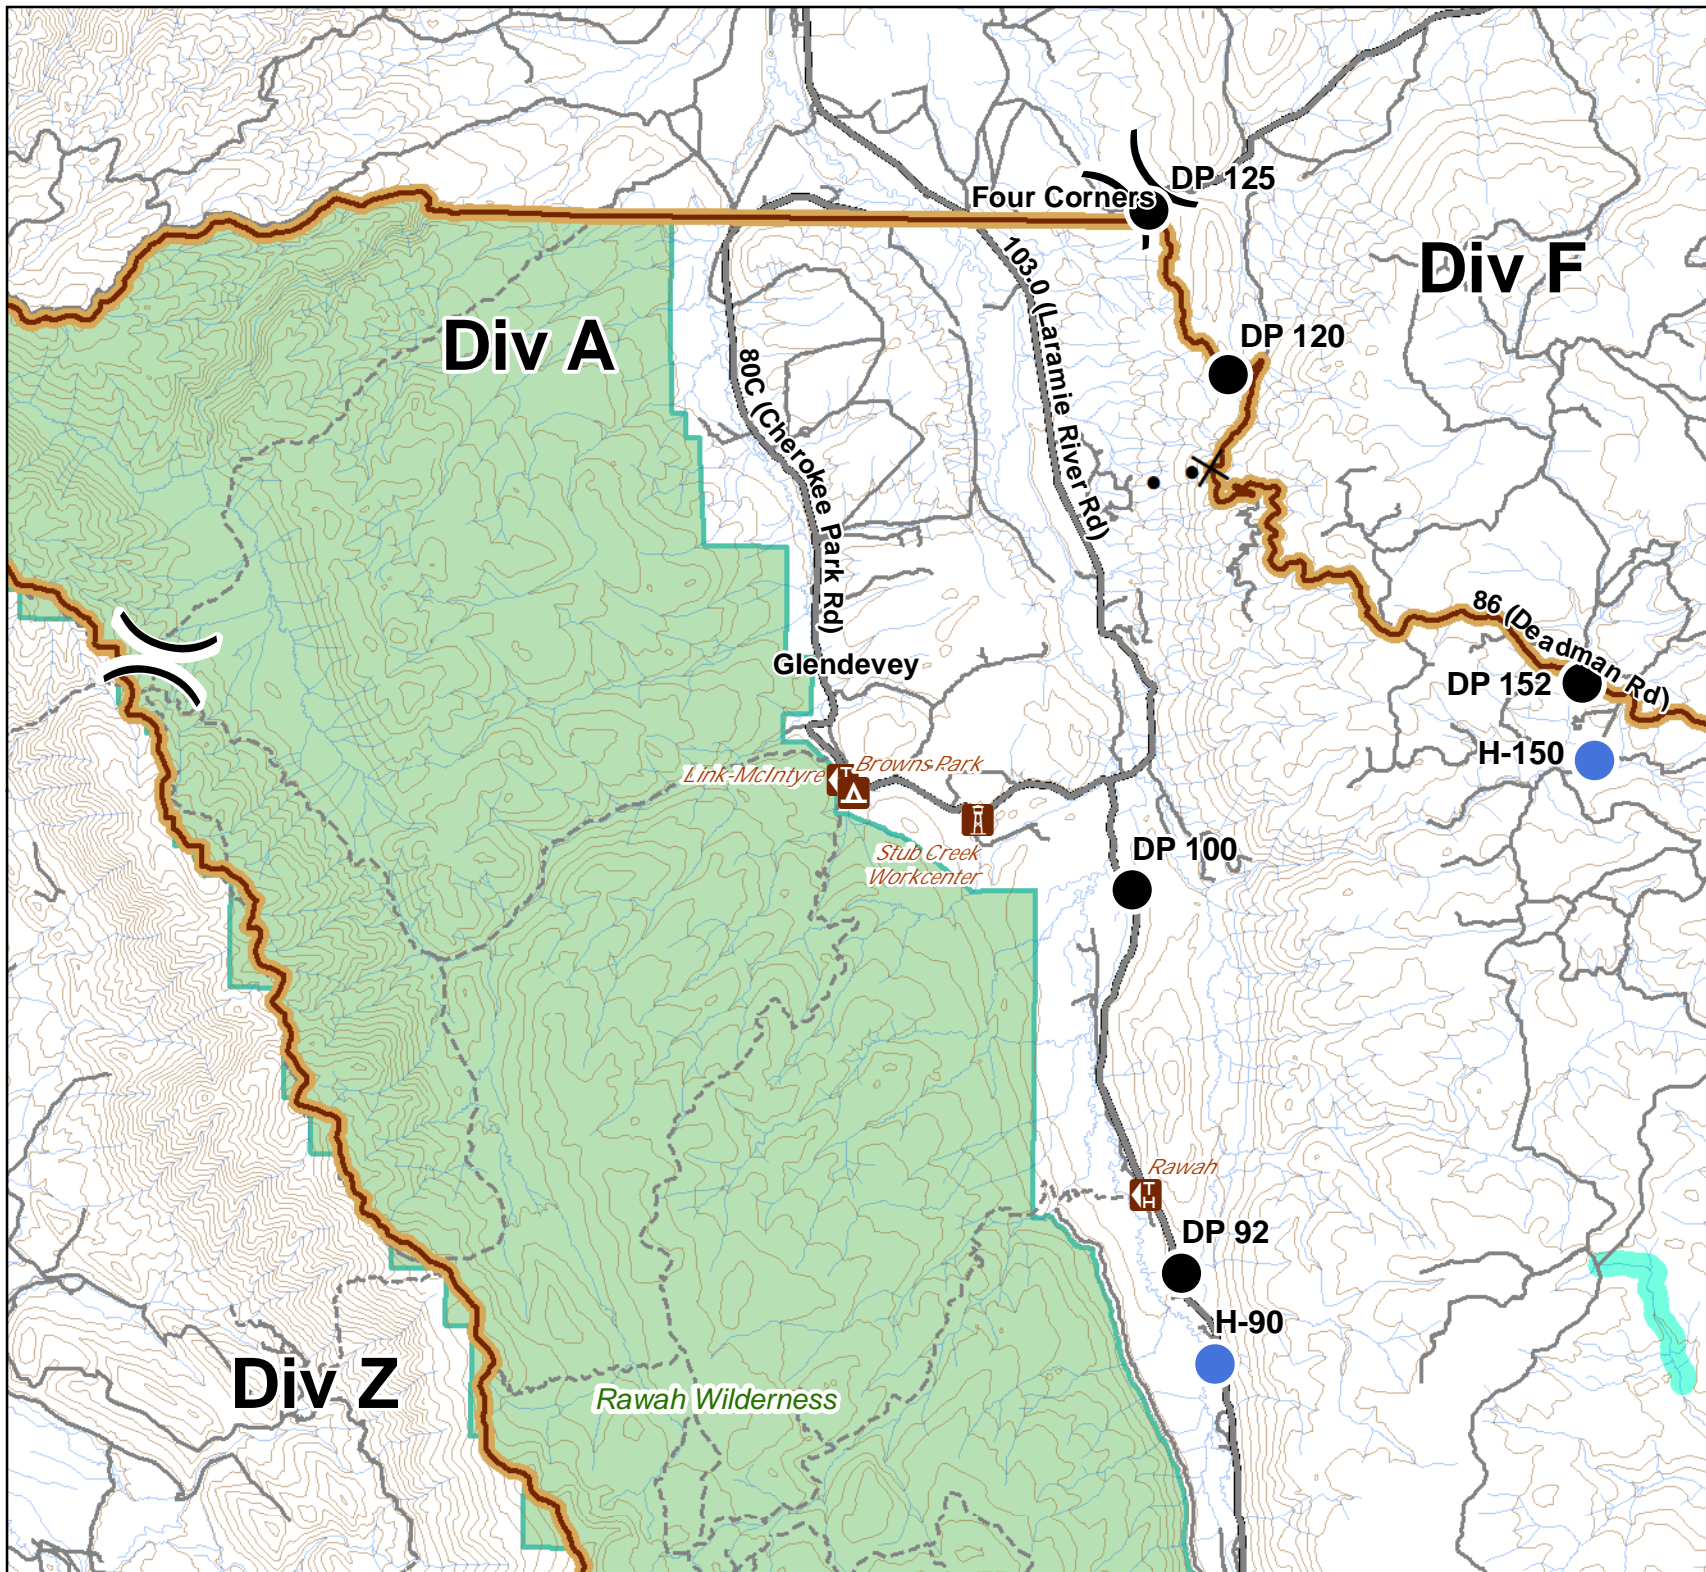 DP 125
Four Corners
Div F
103.0 (Laramie River Rd)
Div A
DP 120
80C (Cherokee Park Rd)
86 (Deadman Rd)
Glendevey
DP 152
H-150
Browns Park
Link-McIntyre
TH
Stub Creek
Workcenter
DP 100
Rawah
TH
DP 92
H-90
Div Z
Rawah Wilderness